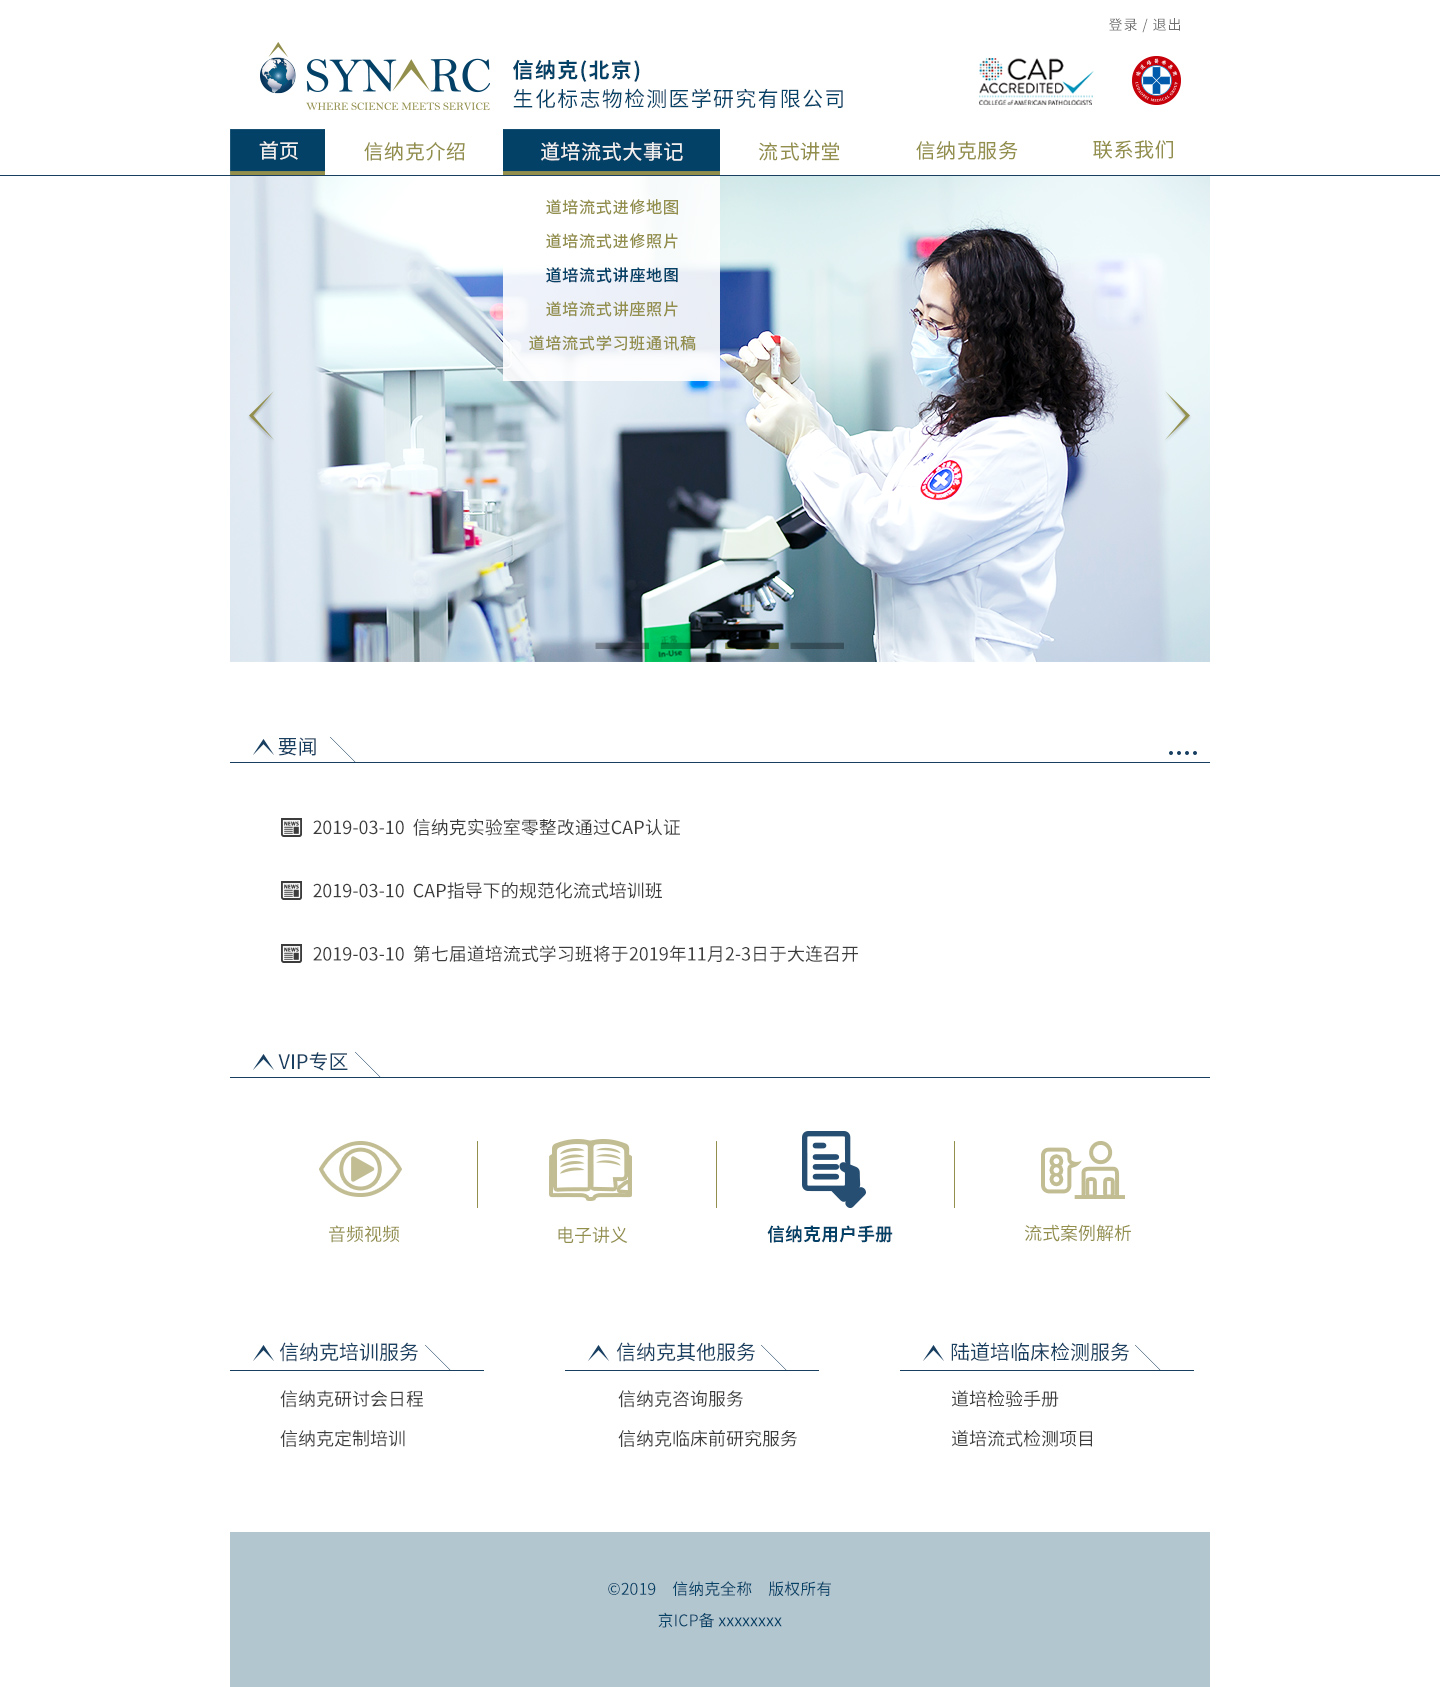 登录 / 退出
SYNARC
WHERE SCIENCE MEETS SERVICE
信纳克(北京)
生化标志物检测医学研究有限公司
CAP
ACCREDITED
COLLEGE of AMERICAN PATHOLOGISTS
首页
信纳克介绍
道培流式大事记
流式讲堂
信纳克服务
联系我们
道培流式进修地图
道培流式进修照片
道培流式讲座地图
道培流式讲座照片
道培流式学习班通讯稿
In-Use
要闻
NEWS
2019-03-10 信纳克实验室零整改通过CAP认证
NEWS
2019-03-10 CAP指导下的规范化流式培训班
NEWS
2019-03-10 第七届道培流式学习班将于2019年11月2-3日于大连召开
VIP专区
音频视频
电子讲义
信纳克用户手册
流式案例解析
信纳克培训服务
信纳克研讨会日程
信纳克定制培训
信纳克其他服务
信纳克咨询服务
信纳克临床前研究服务
陆道培临床检测服务
道培检验手册
道培流式检测项目
©2019 信纳克全称 版权所有
京ICP备 xxxxxxxx